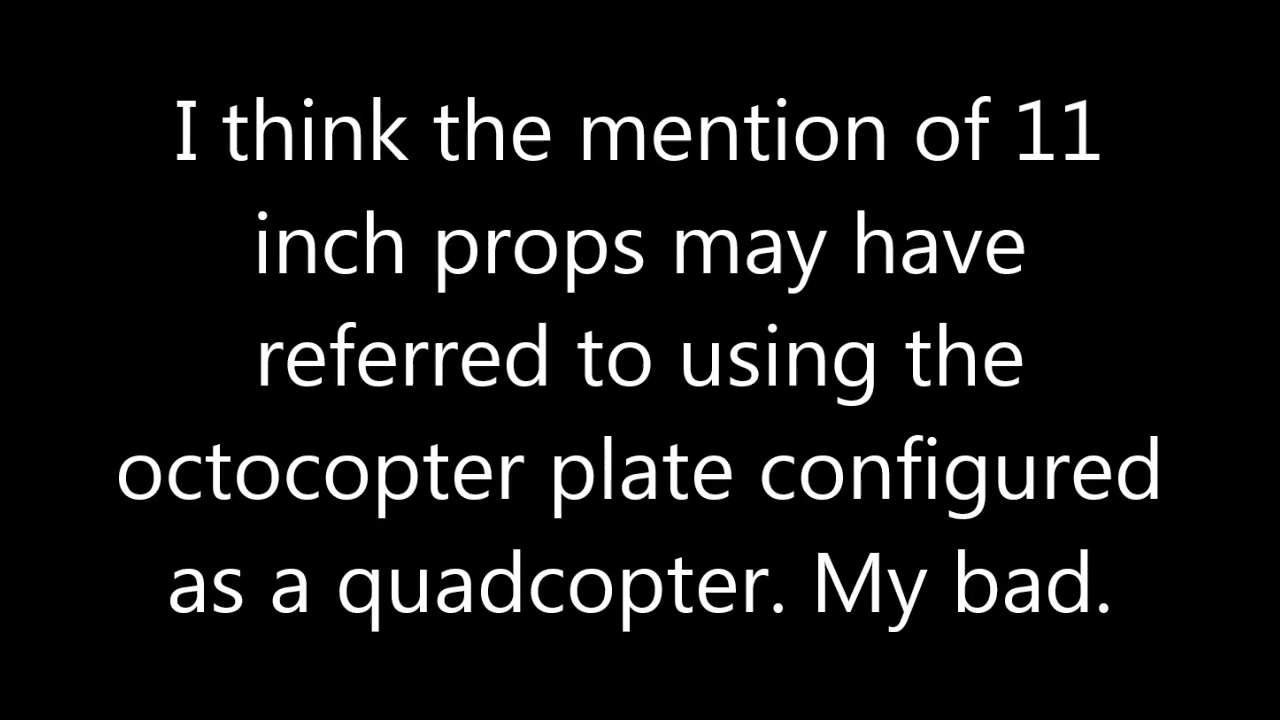 I think the mention of 11
inch props may have
referred to using the
octocopter plate configured
as a quadcopter. My bad.